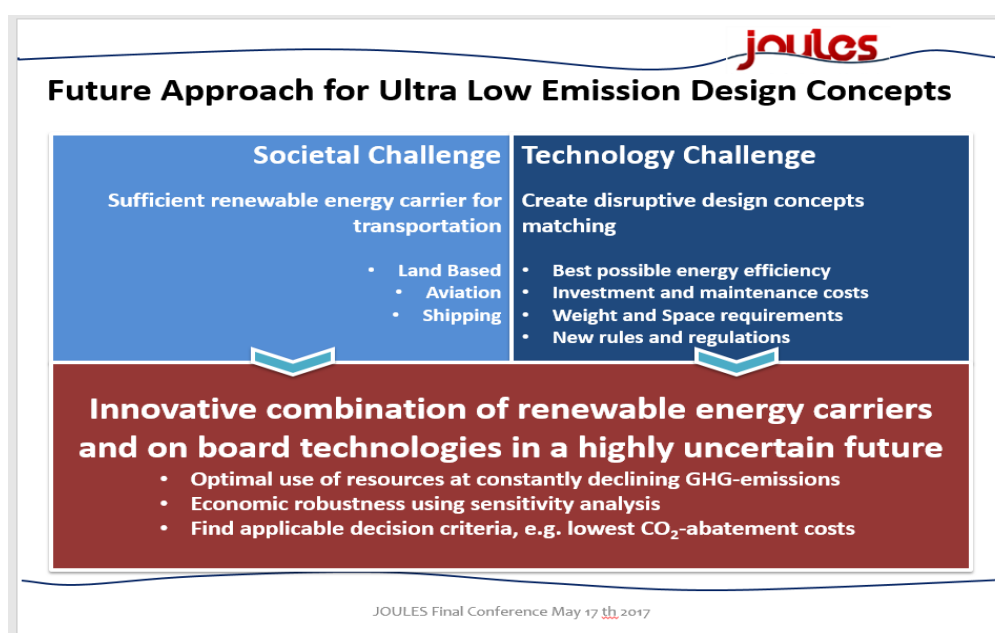 joules
Future Approach for Ultra Low Emission Design Concepts
Societal Challenge
Sufficient renewable energy carrier for
transportation
• Land Based
• Aviation
• Shipping
Technology Challenge
Create disruptive design concepts
matching
• Best possible energy efficiency
• Investment and maintenance costs
• Weight and Space requirements
• New rules and regulations
Innovative combination of renewable energy carriers
and on board technologies in a highly uncertain future
• Optimal use of resources at constantly declining GHG-emissions
• Economic robustness using sensitivity analysis
• Find applicable decision criteria, e.g. lowest CO₂-abatement costs
JOULES Final Conference May 17 th 2017